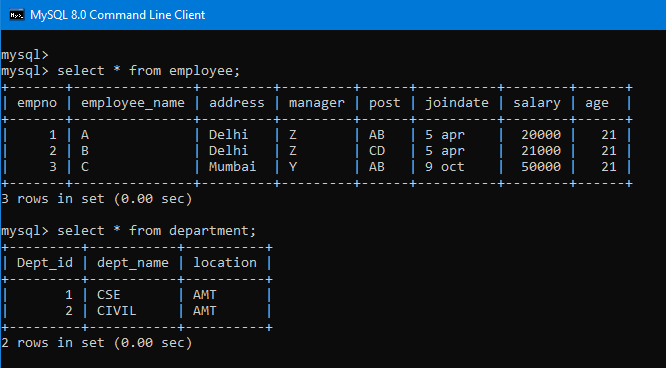 MySQL 8.0 Command Line Client
mysql>
mysql> select * from employee;
+-------+---------------+---------+---------+------+----------+--------+------+
| empno | employee_name | address | manager | post | joindate | salary | age  |
+-------+---------------+---------+---------+------+----------+--------+------+
|     1 | A             | Delhi   | Z       | AB   | 5 apr    |  20000 |   21 |
|     2 | B             | Delhi   | Z       | CD   | 5 apr    |  21000 |   21 |
|     3 | C             | Mumbai  | Y       | AB   | 9 oct    |  50000 |   21 |
+-------+---------------+---------+---------+------+----------+--------+------+
3 rows in set (0.00 sec)
mysql> select * from department;
+---------+-----------+----------+
| Dept_id | dept_name | location |
+---------+-----------+----------+
|       1 | CSE       | AMT      |
|       2 | CIVIL     | AMT      |
+---------+-----------+----------+
2 rows in set (0.00 sec)